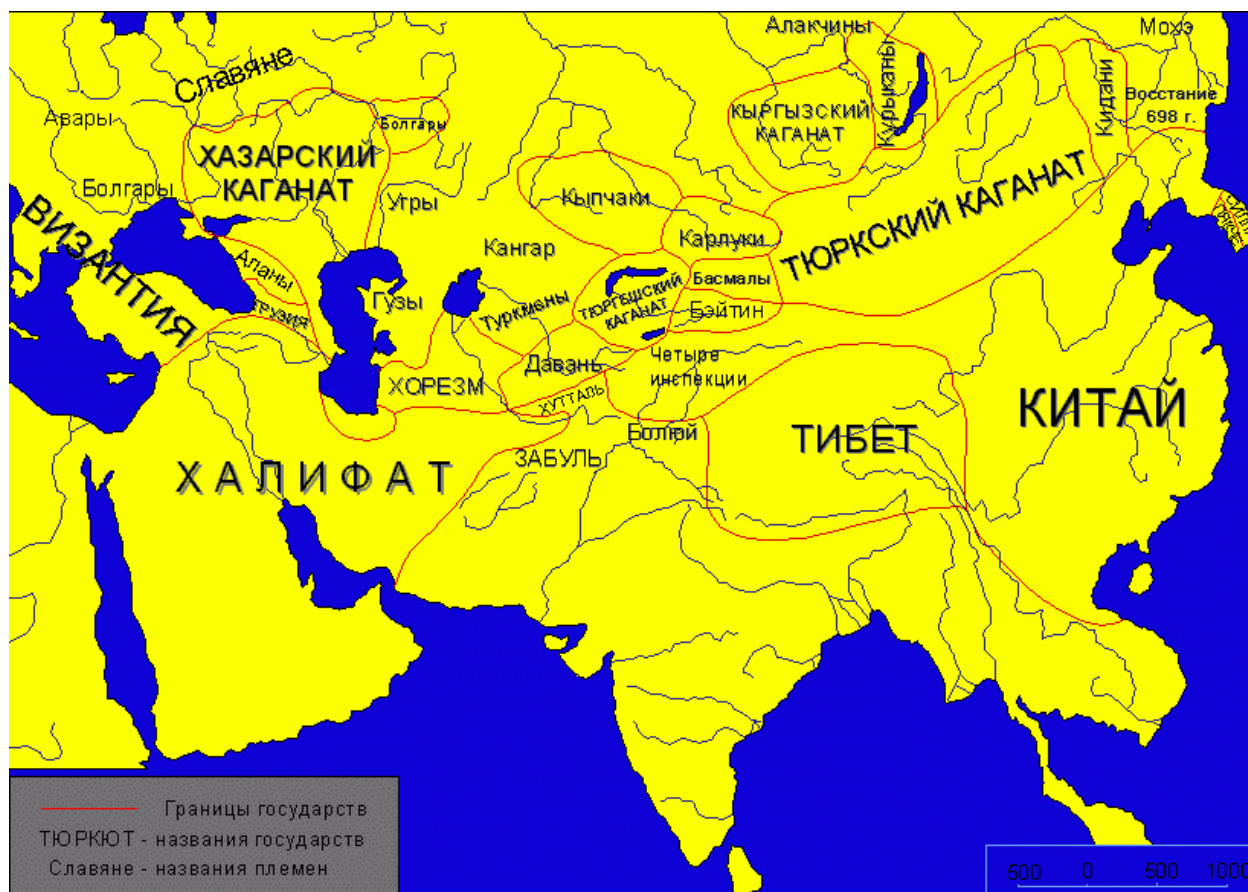 Алакчины
Мохэ
Славяне
Курыканы
Кидани
Авары
Болгары
КЫРГЫЗСКИЙ
КАГАНАТ
Восстание
698 г.
ХАЗАРСКИЙ
КАГАНАТ
Болгары
Угры
Кыпчаки
ТЮРКСКИЙ КАГАНАТ
ВИЗАНТИЯ
Кангар
Карлуки
Аланы
Басмалы
ГРУЗИЯ
Гузы
Туркмены
ТЮРГЕШСКИЙ
КАГАНАТ
Бэйтин
ХОРЕЗМ
Давань
Четыре
инспекции
ХУТТАЛЬ
КИТАЙ
Болюй
ТИБЕТ
ХАЛИФАТ
ЗАБУЛЬ
Границы государств
ТЮРКЮТ - названия государств
Славяне - названия племен
500 0 500 1000